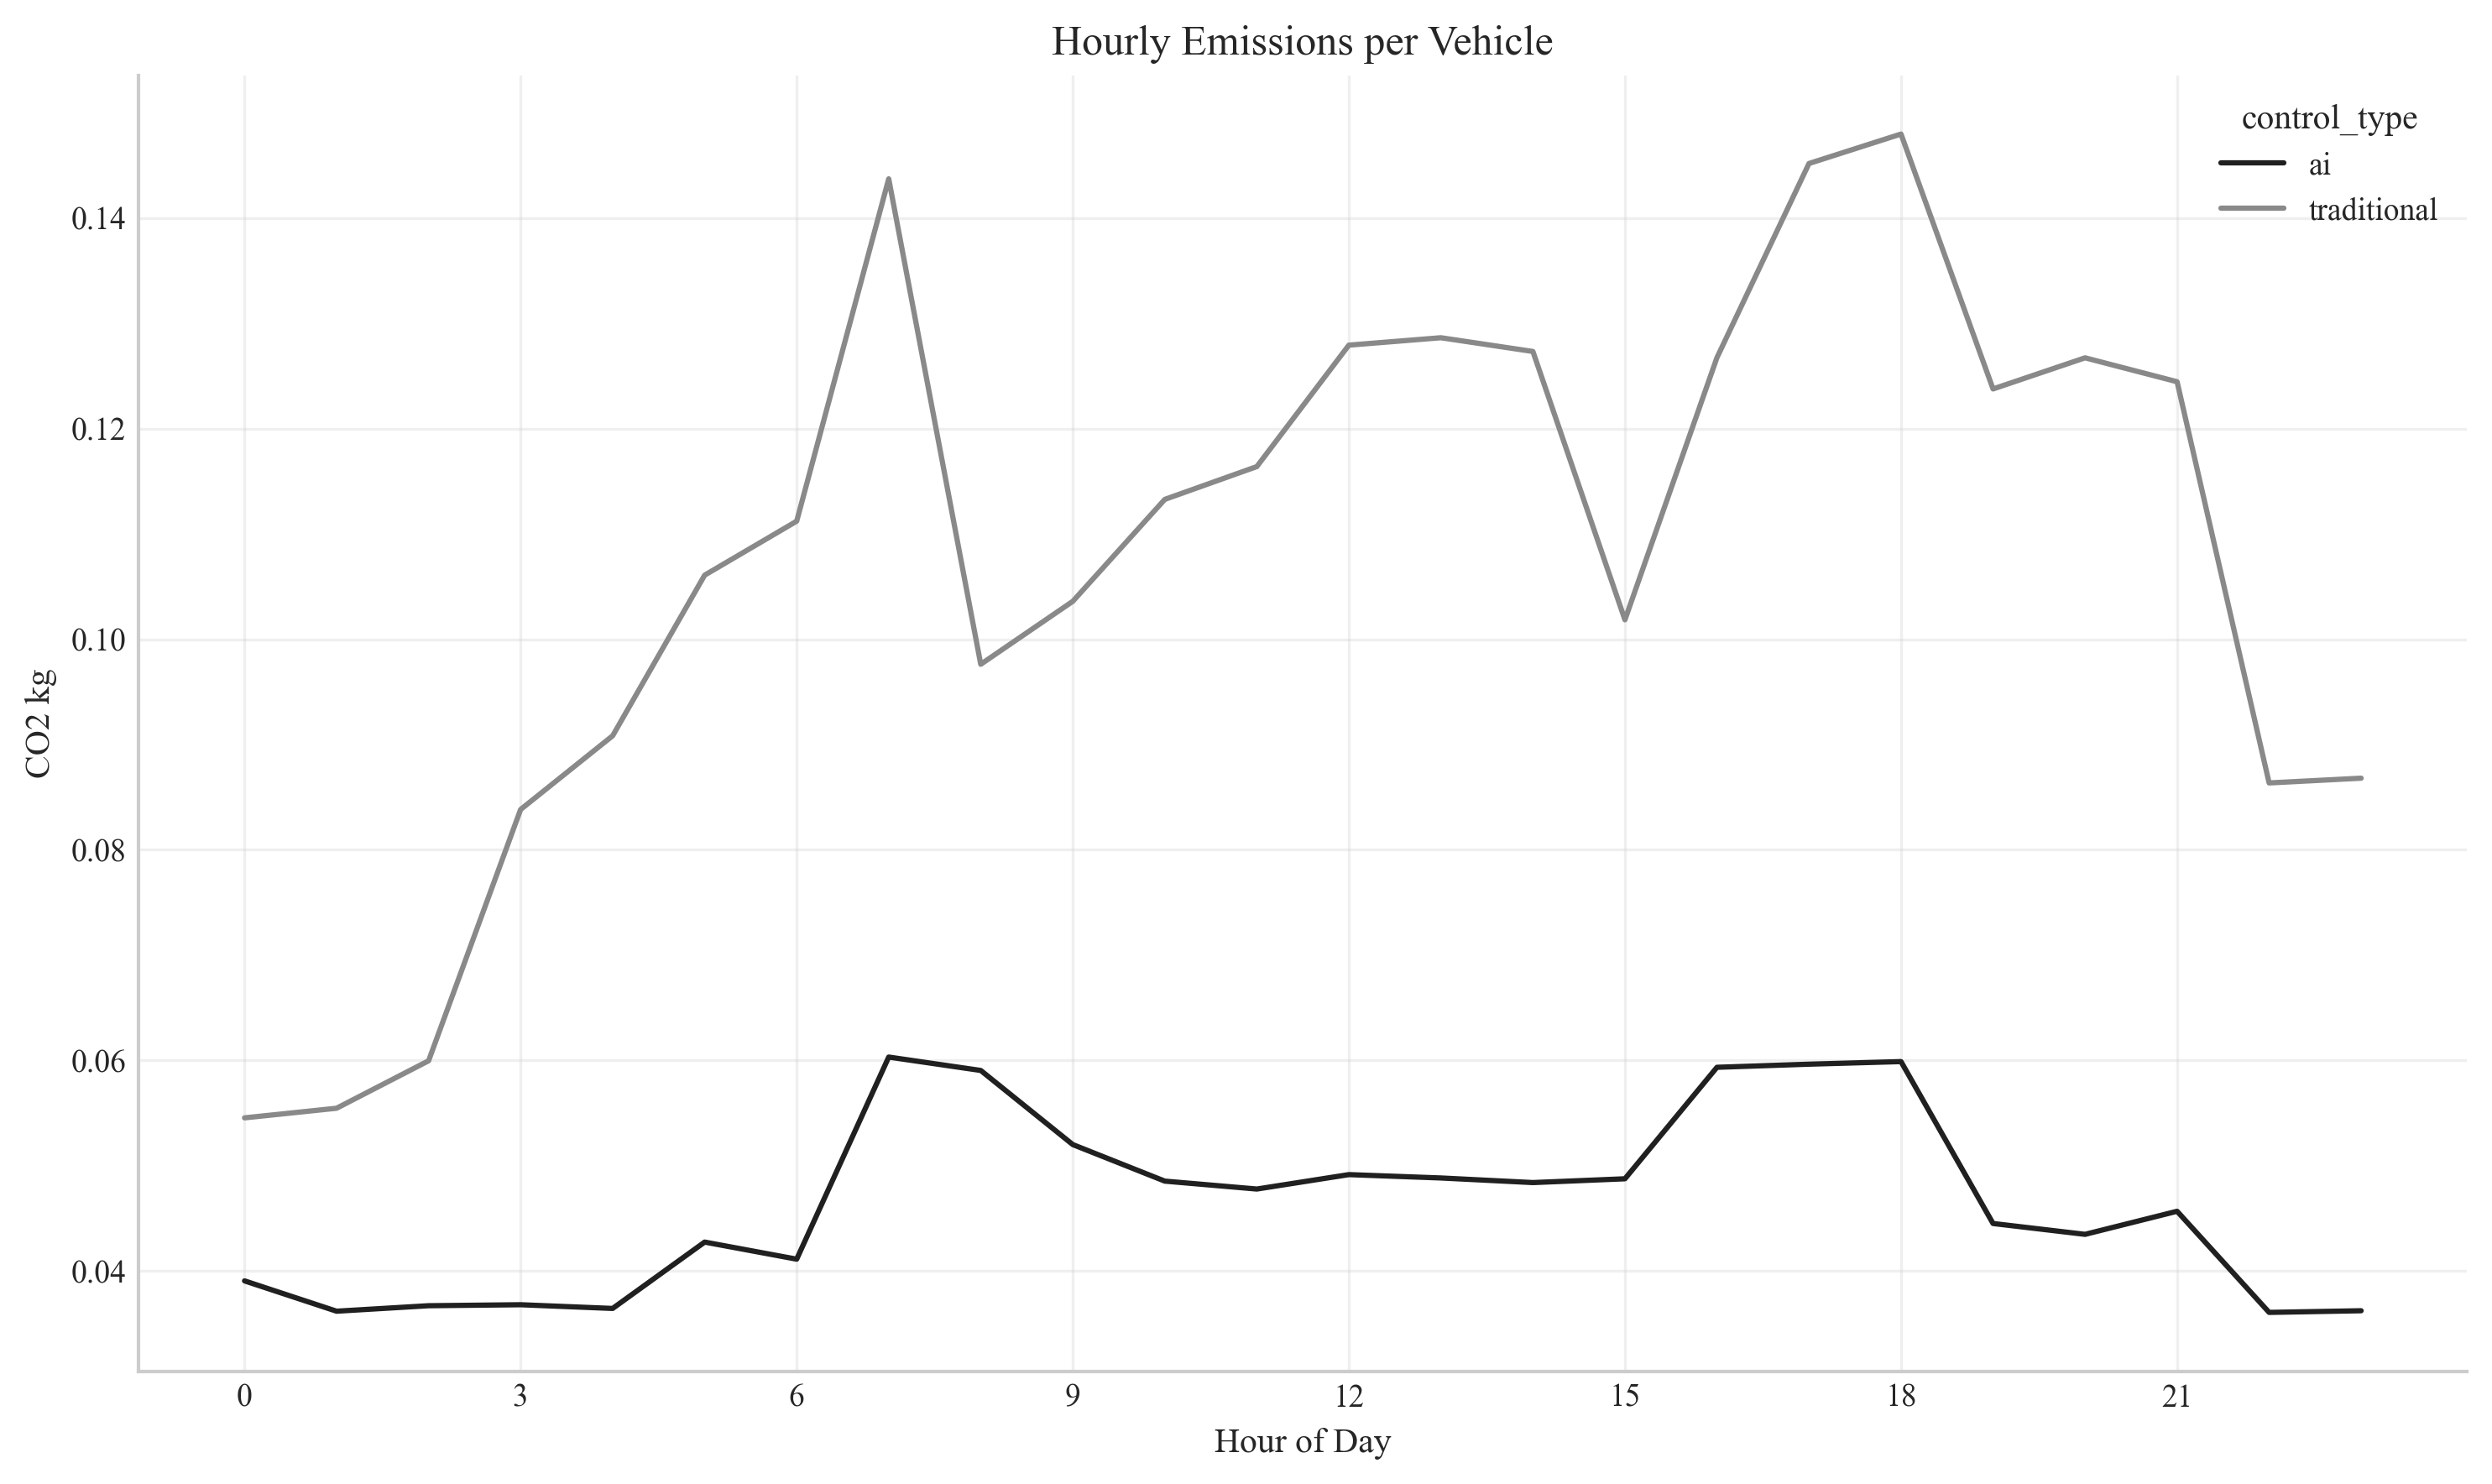 Hourly Emissions per Vehicle
control_type
ai
traditional
0.14
0.12
0.10
0.08
0.06
0.04
CO2 kg
0 3 6 9 12 15 18 21
Hour of Day